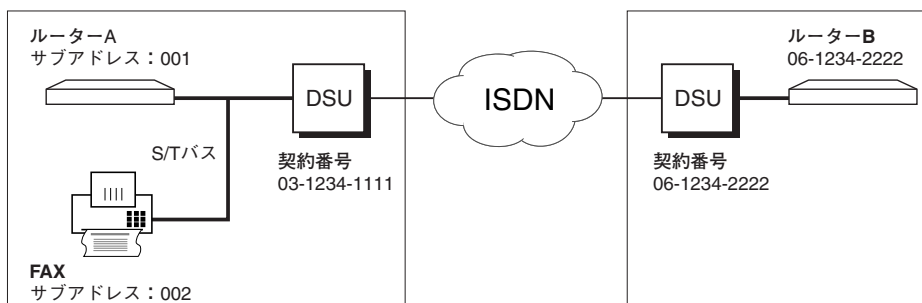 ルーターA
サブアドレス：001
DSU
S/Tバス
契約番号
03-1234-1111
FAX
サブアドレス：002
ISDN
ルーターB
06-1234-2222
DSU
契約番号
06-1234-2222